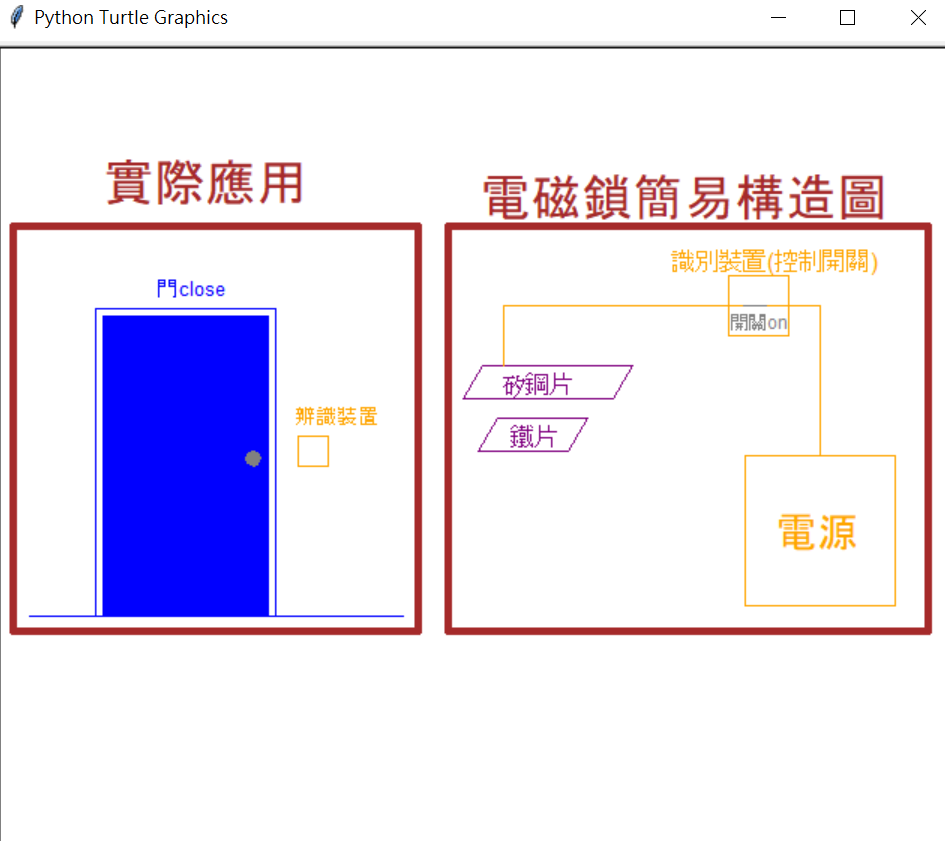 Python Turtle Graphics
實際應用
電磁鎖簡易構造圖
門close
辨識裝置
識別裝置(控制開關)
開關on
矽鋼片
鐵片
電源